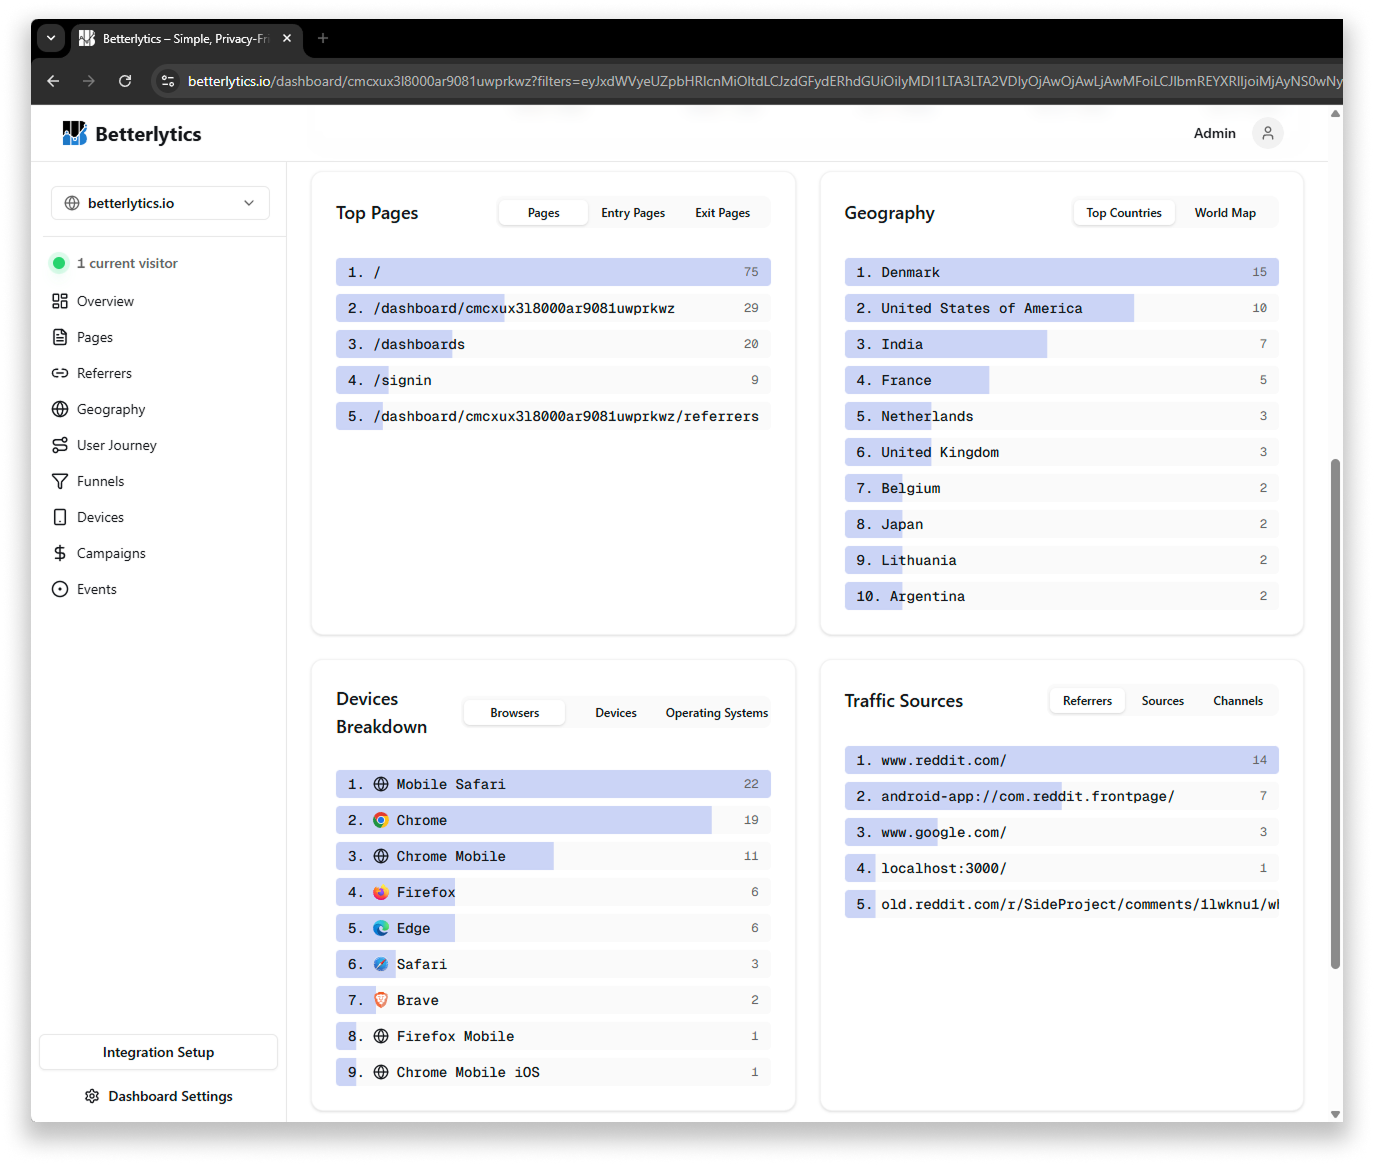 Betterlytics – Simple, Privacy-Fri
betterlytics.io/dashboard/cmcxux3l8000ar9081uwprkwz?filters=eyJxdWVyeUZpbHRlcnMiOltdLCJzdGFydERhdGUiOiIyMDI1LTA3LTA2VDIyOjAwOjAwLjAwMFoiLCJlbmREYXRlIjoiMjAyNS0wNy
Betterlytics
Admin
betterlytics.io
1 current visitor
Overview
Pages
Referrers
Geography
User Journey
Funnels
Devices
Campaigns
Events
Integration Setup
Dashboard Settings
Top Pages
Pages Entry Pages Exit Pages
1. / 75
2. /dashboard/cmcxux3l8000ar9081uwprkwz 29
3. /dashboards 20
4. /signin 9
5. /dashboard/cmcxux3l8000ar9081uwprkwz/referrers
Geography
Top Countries World Map
1. Denmark 15
2. United States of America 10
3. India 7
4. France 5
5. Netherlands 3
6. United Kingdom 3
7. Belgium 2
8. Japan 2
9. Lithuania 2
10. Argentina 2
Devices
Breakdown
Browsers Devices Operating Systems
1. Mobile Safari 22
2. Chrome 19
3. Chrome Mobile 11
4. Firefox 6
5. Edge 6
6. Safari 3
7. Brave 2
8. Firefox Mobile 1
9. Chrome Mobile iOS 1
Traffic Sources
Referrers Sources Channels
1. www.reddit.com/ 14
2. android-app://com.reddit.frontpage/ 7
3. www.google.com/ 3
4. localhost:3000/ 1
5. old.reddit.com/r/SideProject/comments/1lwknu1/wh